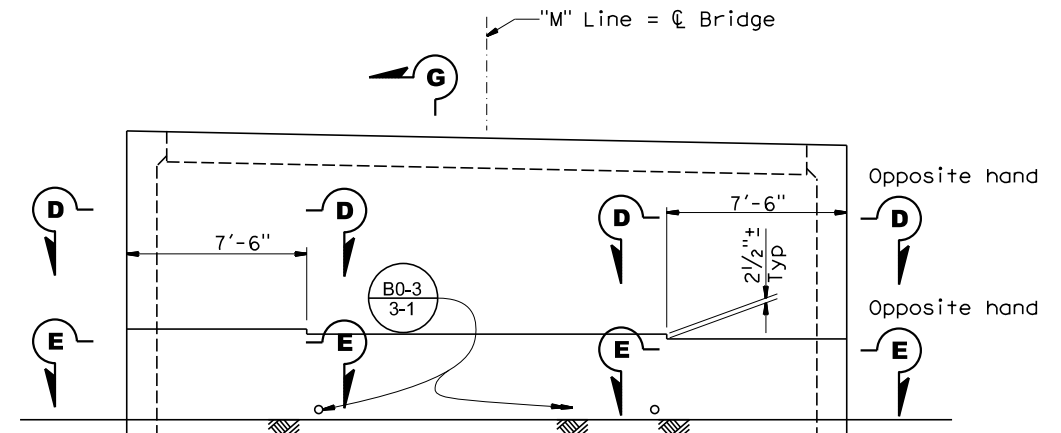 "M" Line = ℄ Bridge
G
Opposite hand
D
D
D
7'-6"
D
7'-6"
2½"±
Typ
B0-3
3-1
Opposite hand
E
E
E
E